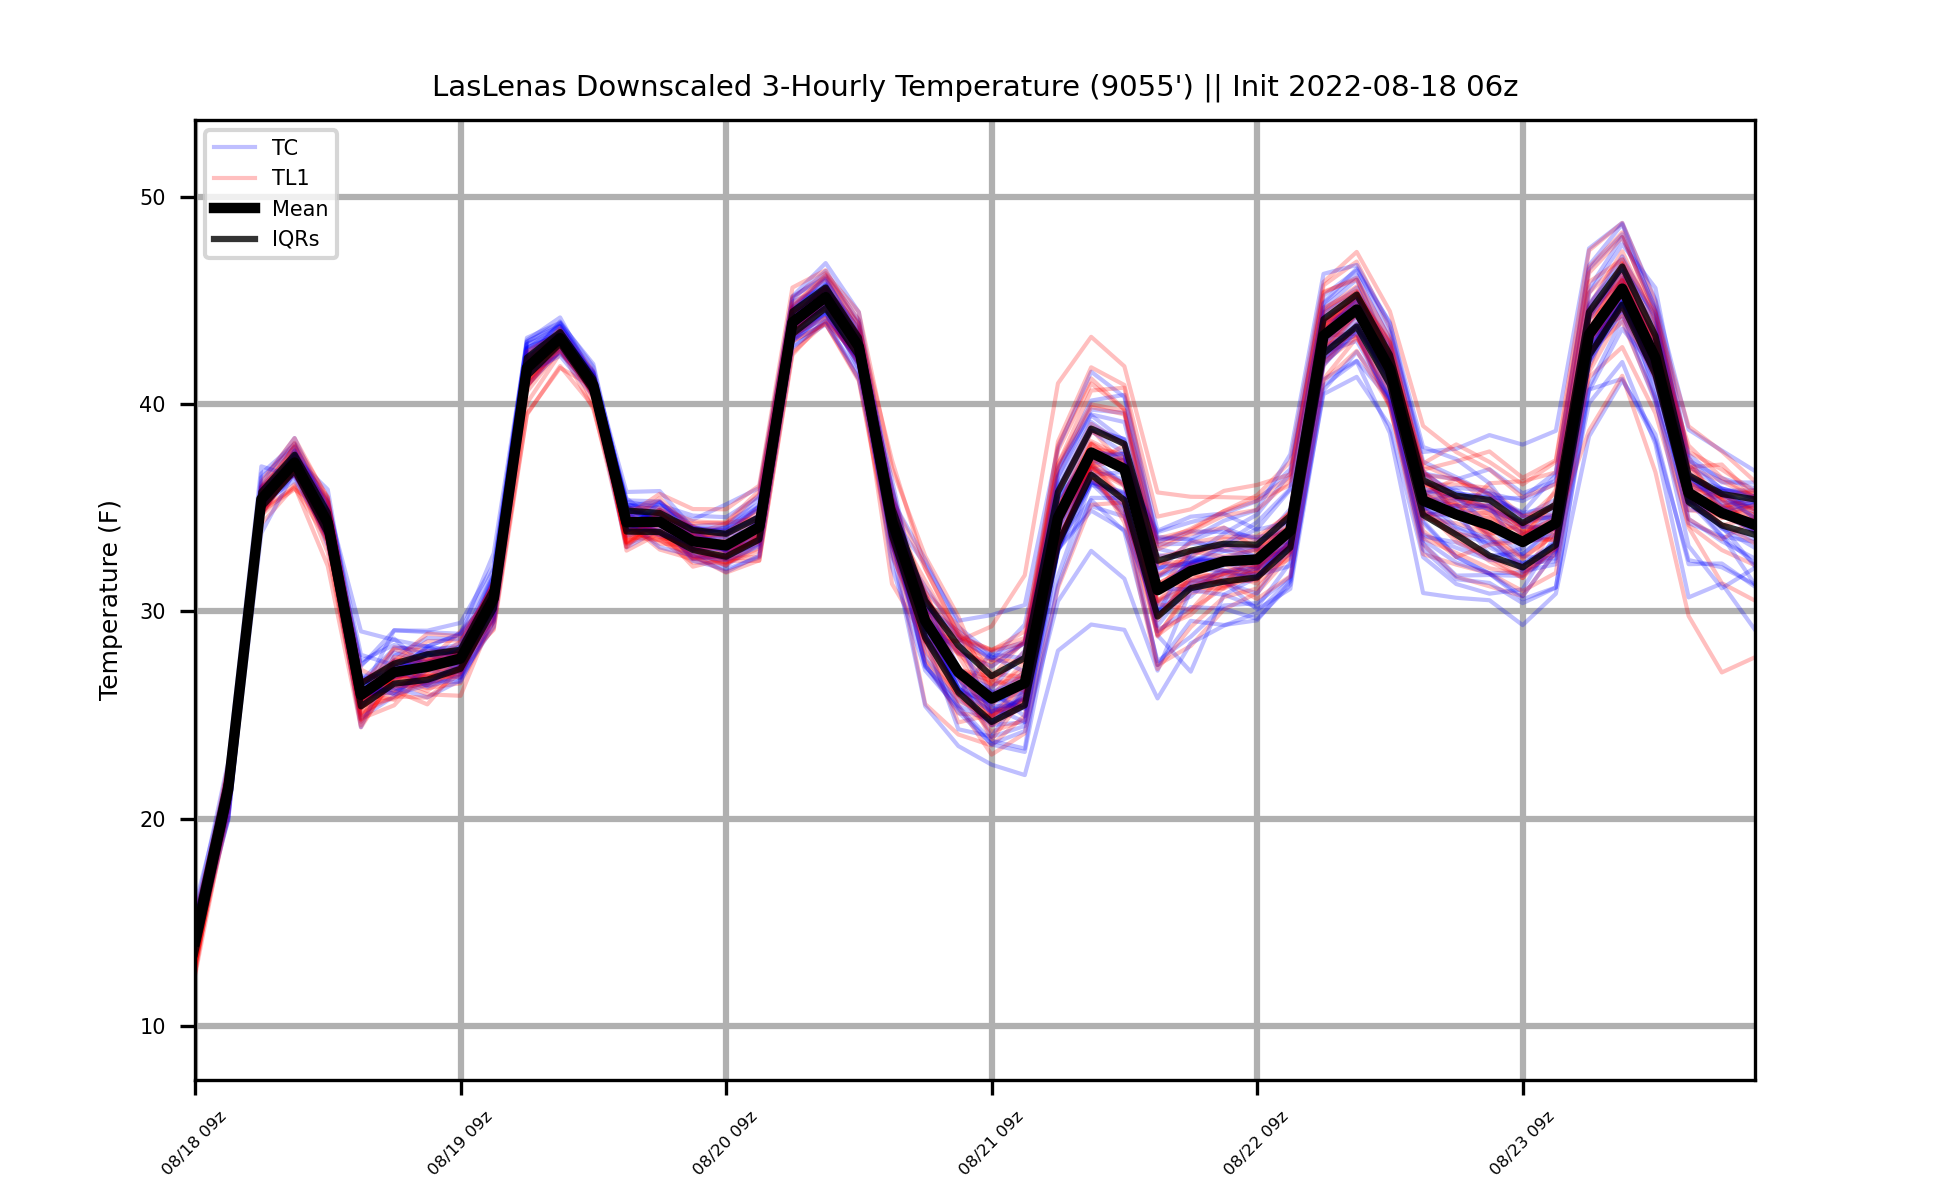 LasLenas Downscaled 3-Hourly Temperature (9055') || Init 2022-08-18 06z
TC
TL1
Mean
IQRs
Temperature (F)
50
40
30
20
10
08/18 09z
08/19 09z
08/20 09z
08/21 09z
08/22 09z
08/23 09z